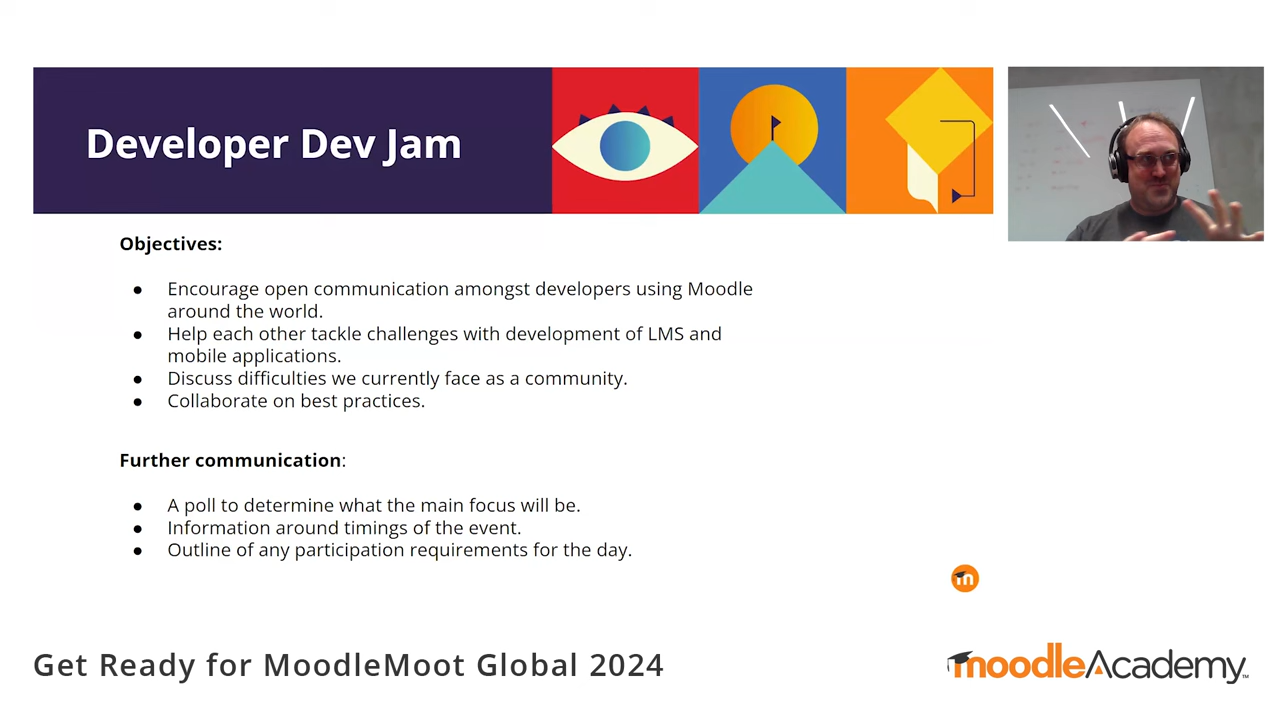 Developer Dev Jam
Objectives:
● Encourage open communication amongst developers using Moodle
around the world.
● Help each other tackle challenges with development of LMS and
mobile applications.
● Discuss difficulties we currently face as a community.
● Collaborate on best practices.
Further communication:
● A poll to determine what the main focus will be.
● Information around timings of the event.
● Outline of any participation requirements for the day.
m
Get Ready for MoodleMoot Global 2024
moodleAcademy™